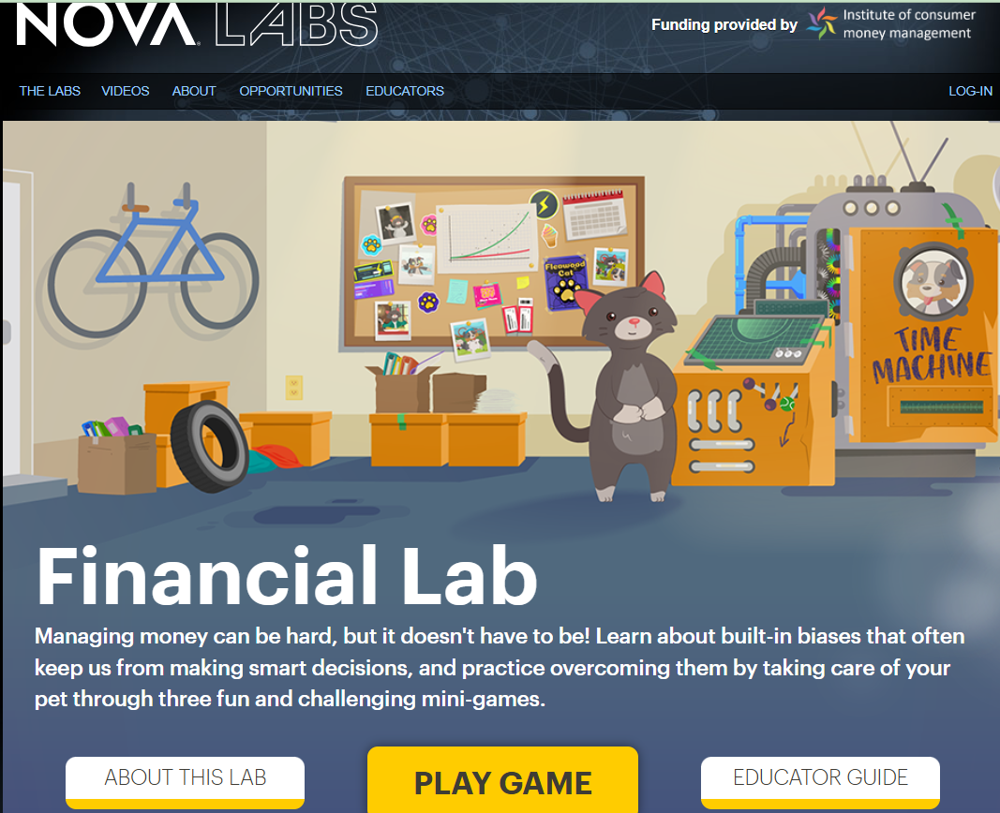 NOVA LABS
Funding provided by
Institute of consumer
money management
THE LABS VIDEOS ABOUT OPPORTUNITIES EDUCATORS LOG-IN
Fleawood
Cat
TIME
MACHINE
Financial Lab
Managing money can be hard, but it doesn't have to be! Learn about built-in biases that often
keep us from making smart decisions, and practice overcoming them by taking care of your
pet through three fun and challenging mini-games.
ABOUT THIS LAB
PLAY GAME
EDUCATOR GUIDE